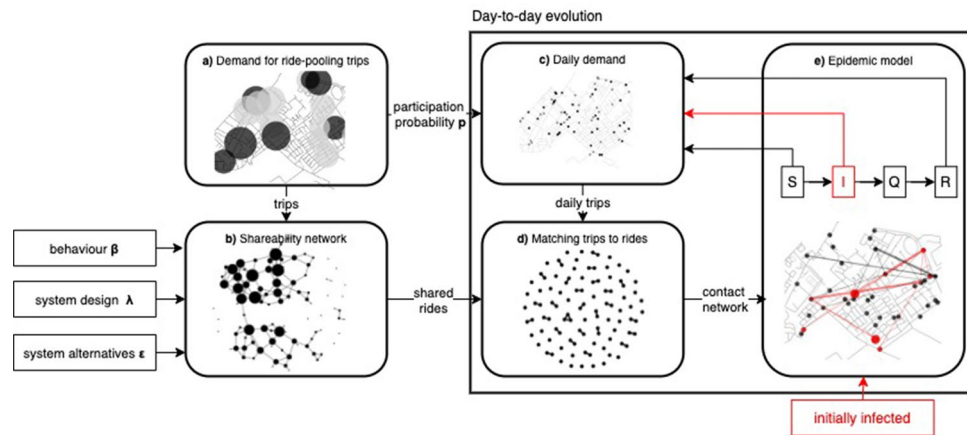 Day-to-day evolution
a) Demand for ride-pooling trips
participation
probability p
c) Daily demand
e) Epidemic model
S
I
Q
R
trips
daily trips
behaviour β
system design λ
system alternatives ε
b) Shareability network
shared
rides
d) Matching trips to rides
contact
network
initially infected